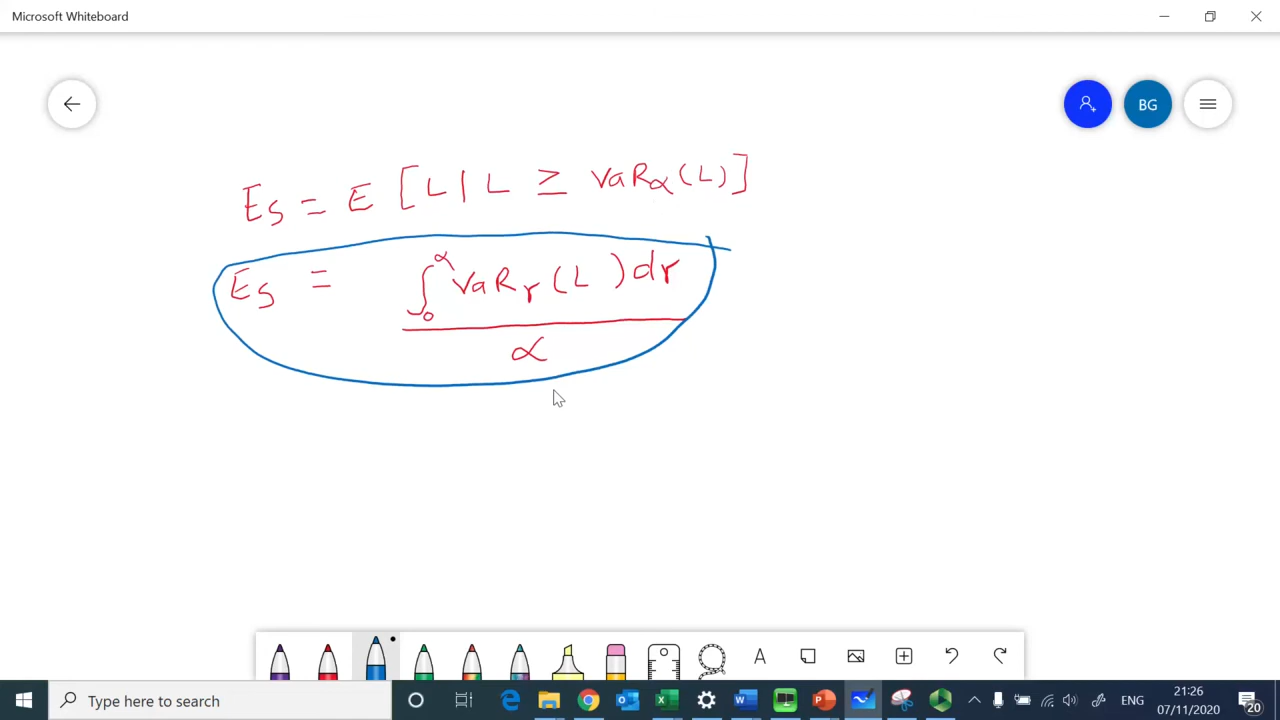 Microsoft Whiteboard
BG
ES = E [L | L ≥ VaRα(L)]
ES = ∫₀^α VaRr(L) dr
α
A
Type here to search
ENG
21:26
07/11/2020
20